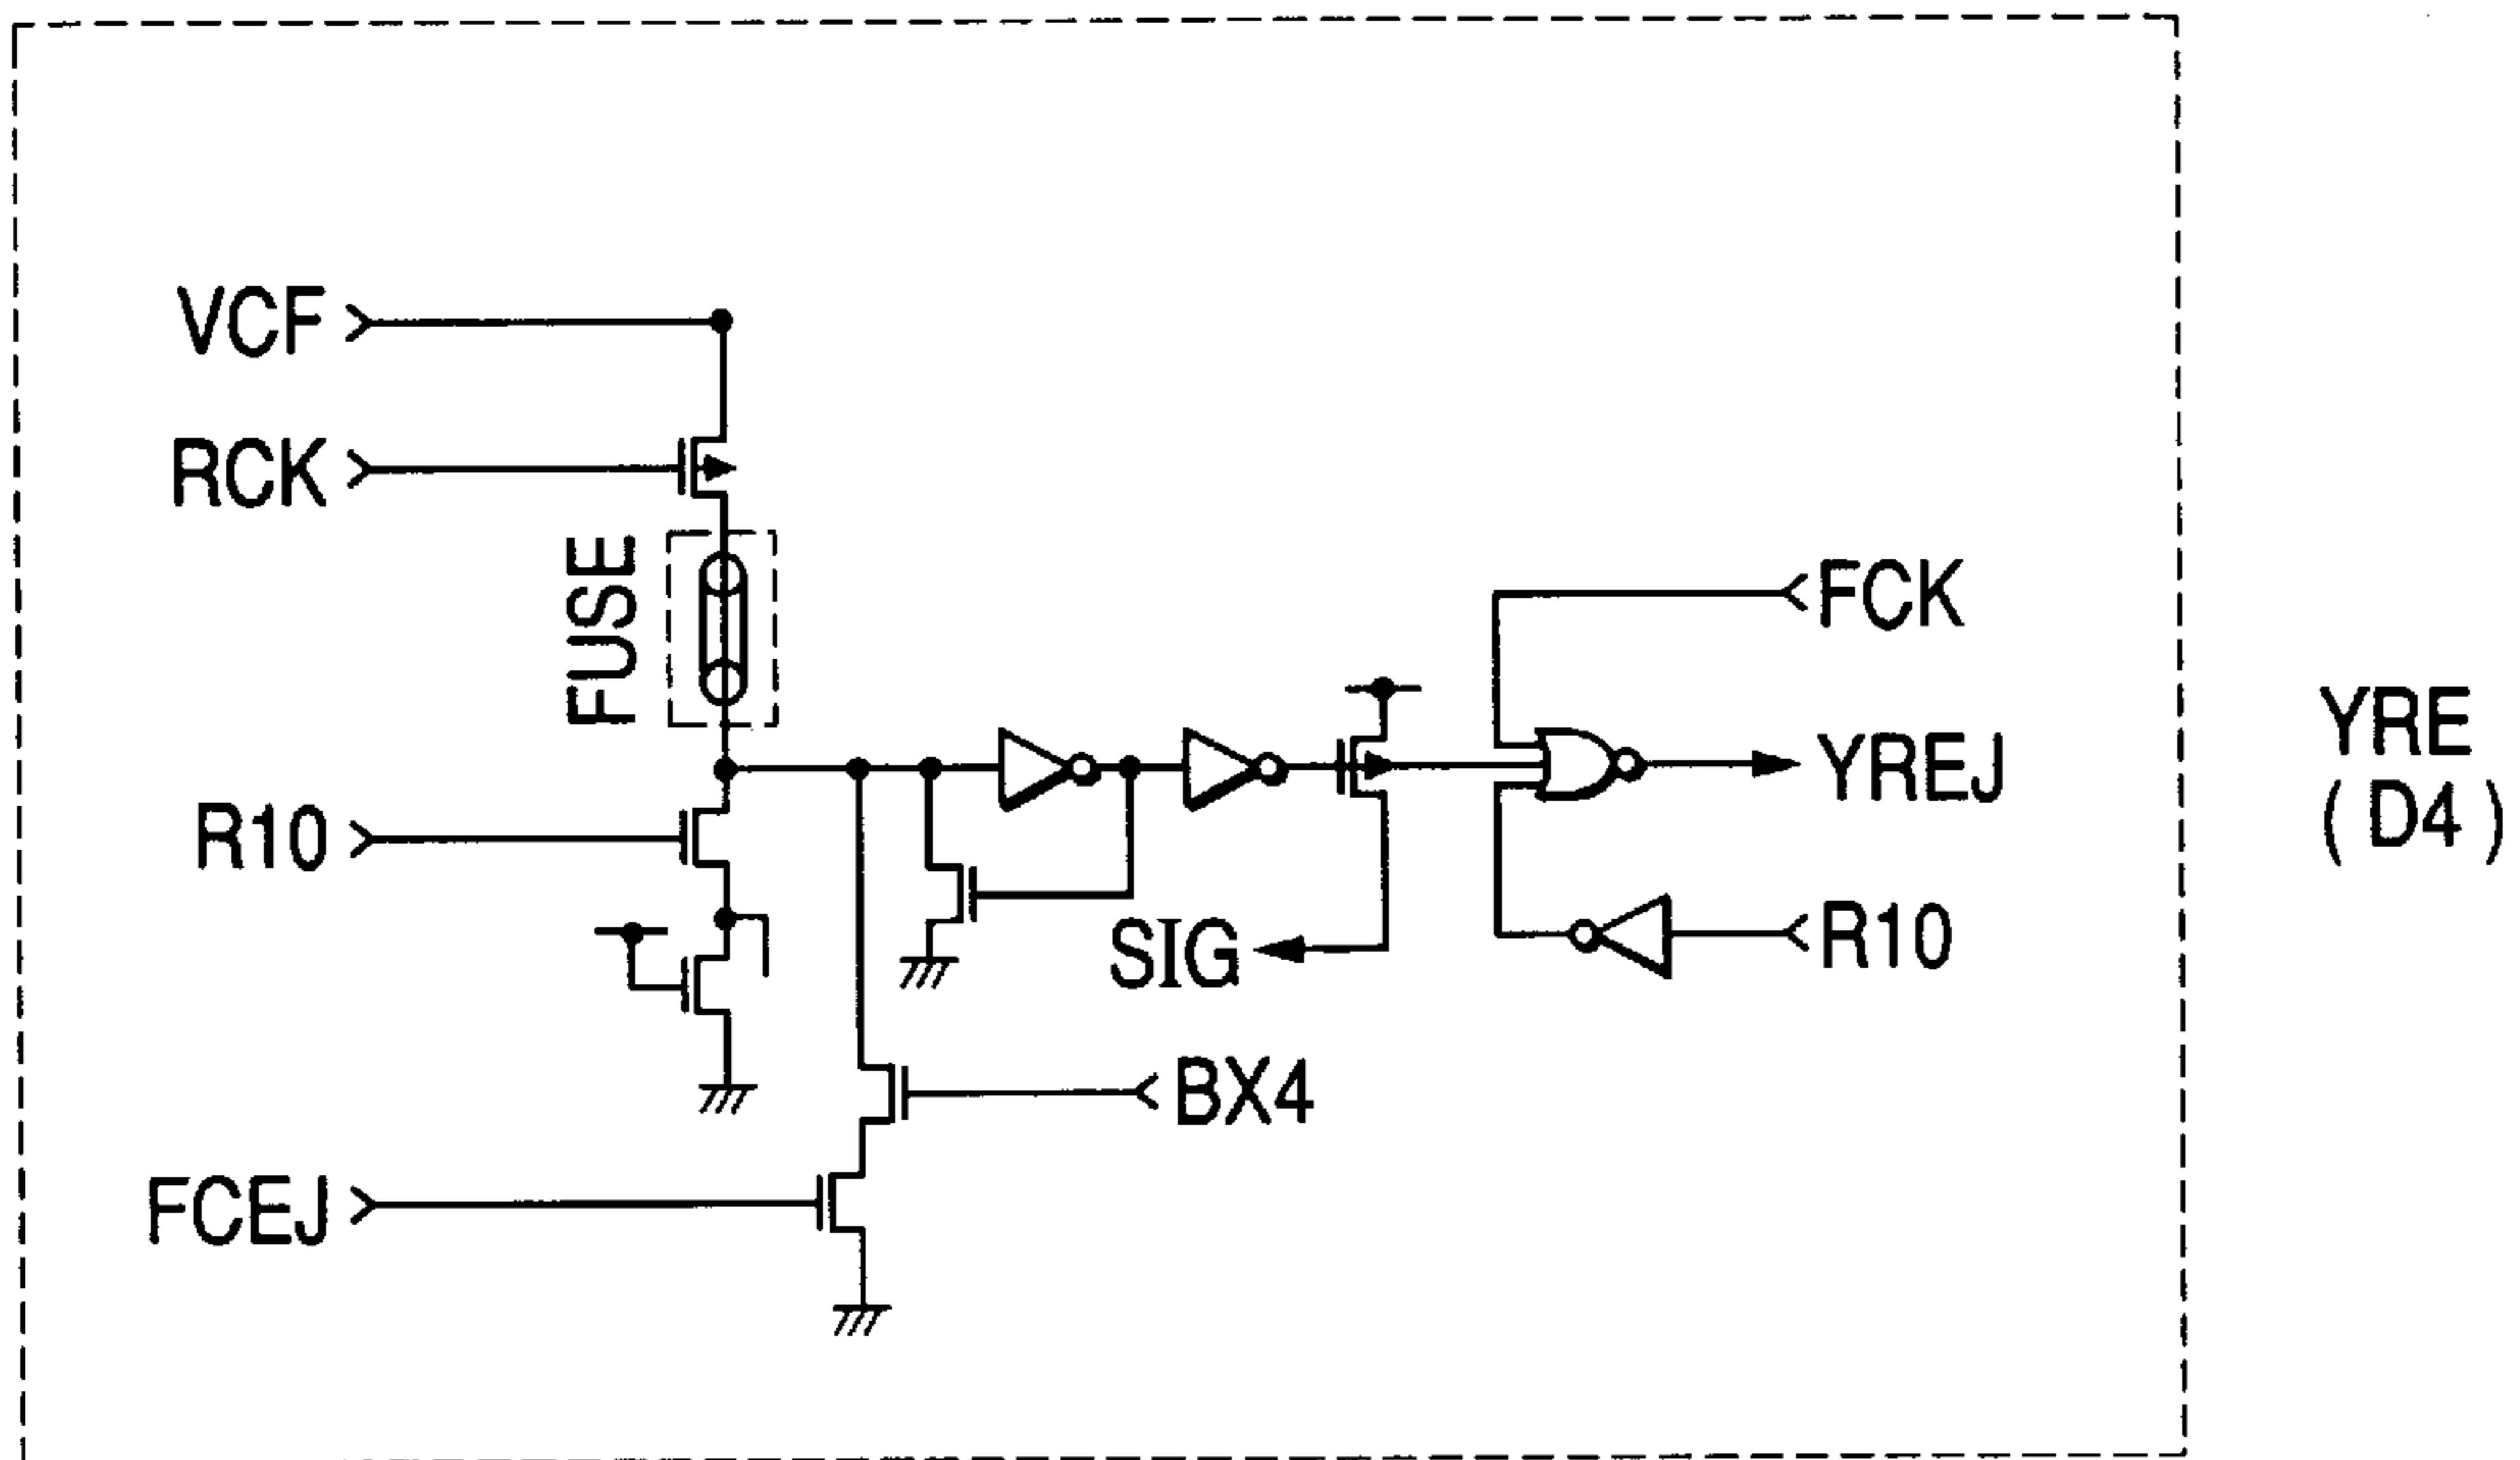 VCF
RCK
FUSE
FCK
YREJ
YRE
(D4)
R10
SIG
R10
BX4
FCEJ